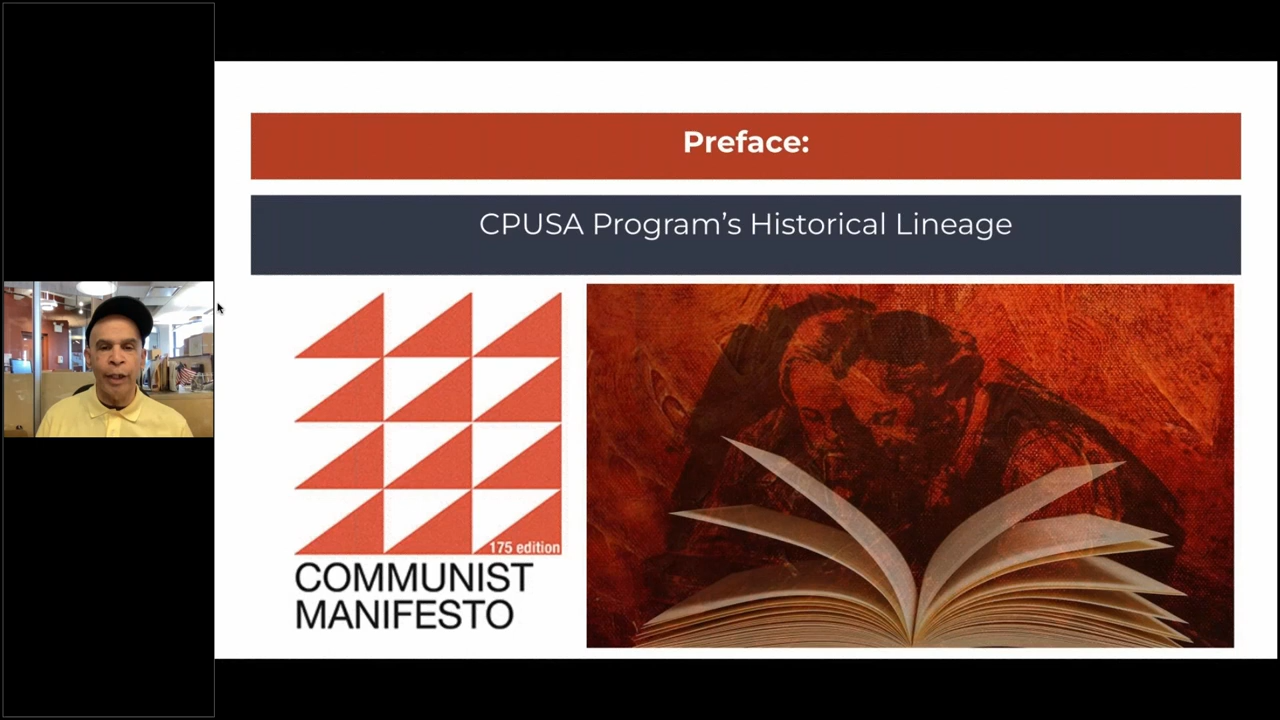 Preface:
CPUSA Program’s Historical Lineage
175 edition
COMMUNIST
MANIFESTO